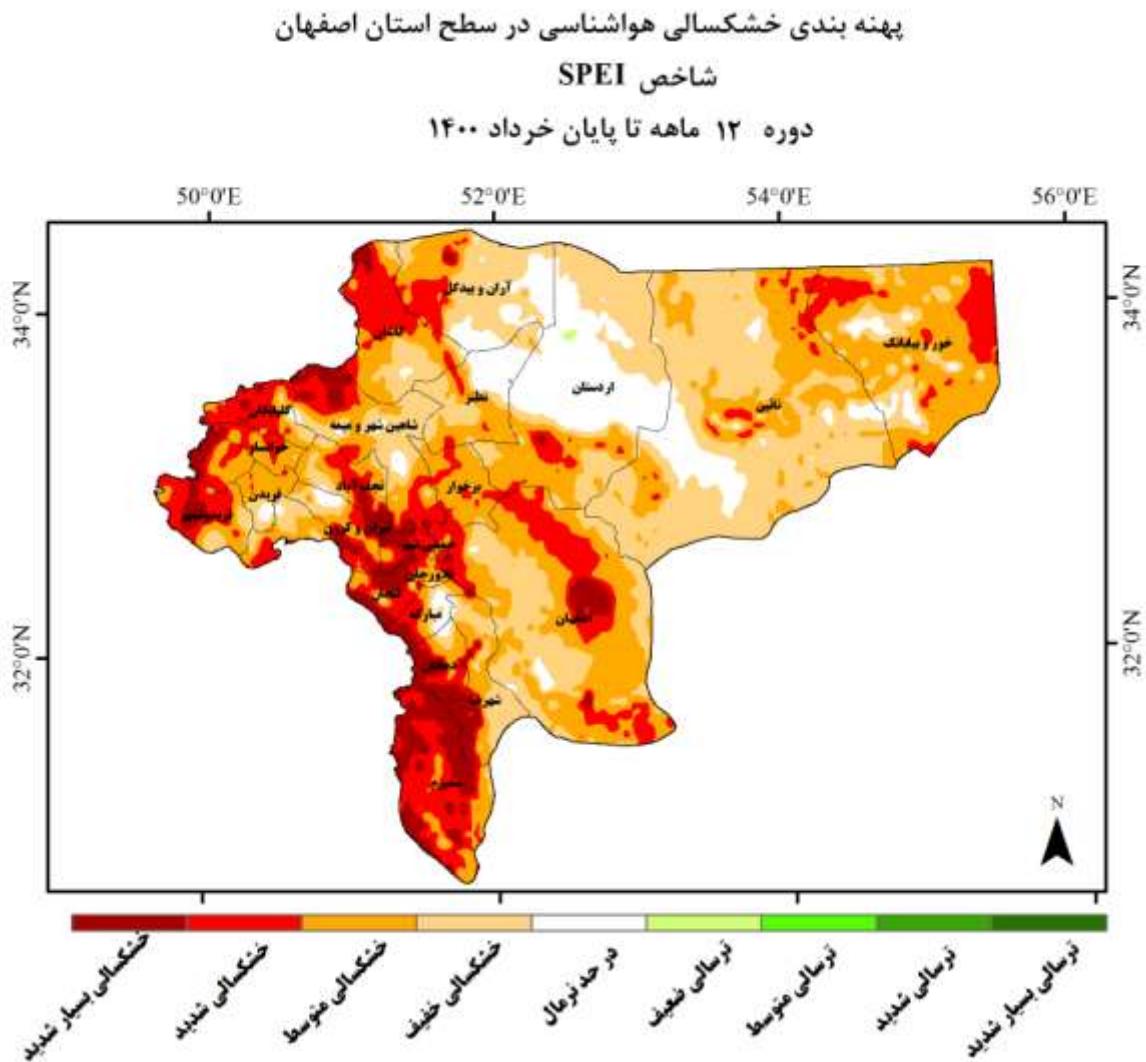 پهنه بندی خشکسالی هواشناسی در سطح استان اصفهان
شاخص SPEI
دوره ۱۲ ماهه تا پایان خرداد ۱۴۰۰
50°0'E 52°0'E 54°0'E 56°0'E
34°0'N 34°0'N
32°0'N 32°0'N
آران و بیدگل
کاشان
خور و بیابانک
اردستان
نطنز
نائین
گلپایگان
شاهین شهر و میمه
خوانسار
نجف آباد
برخوار
فریدن
تیران و کرون
خمینی شهر
مبارکه
اصفهان
دهاقان
شهرضا
سمیرم
N
خشکسالی بسیار شدید
خشکسالی شدید
خشکسالی متوسط
خشکسالی خفیف
در حد نرمال
ترسالی ضعیف
ترسالی متوسط
ترسالی شدید
ترسالی بسیار شدید